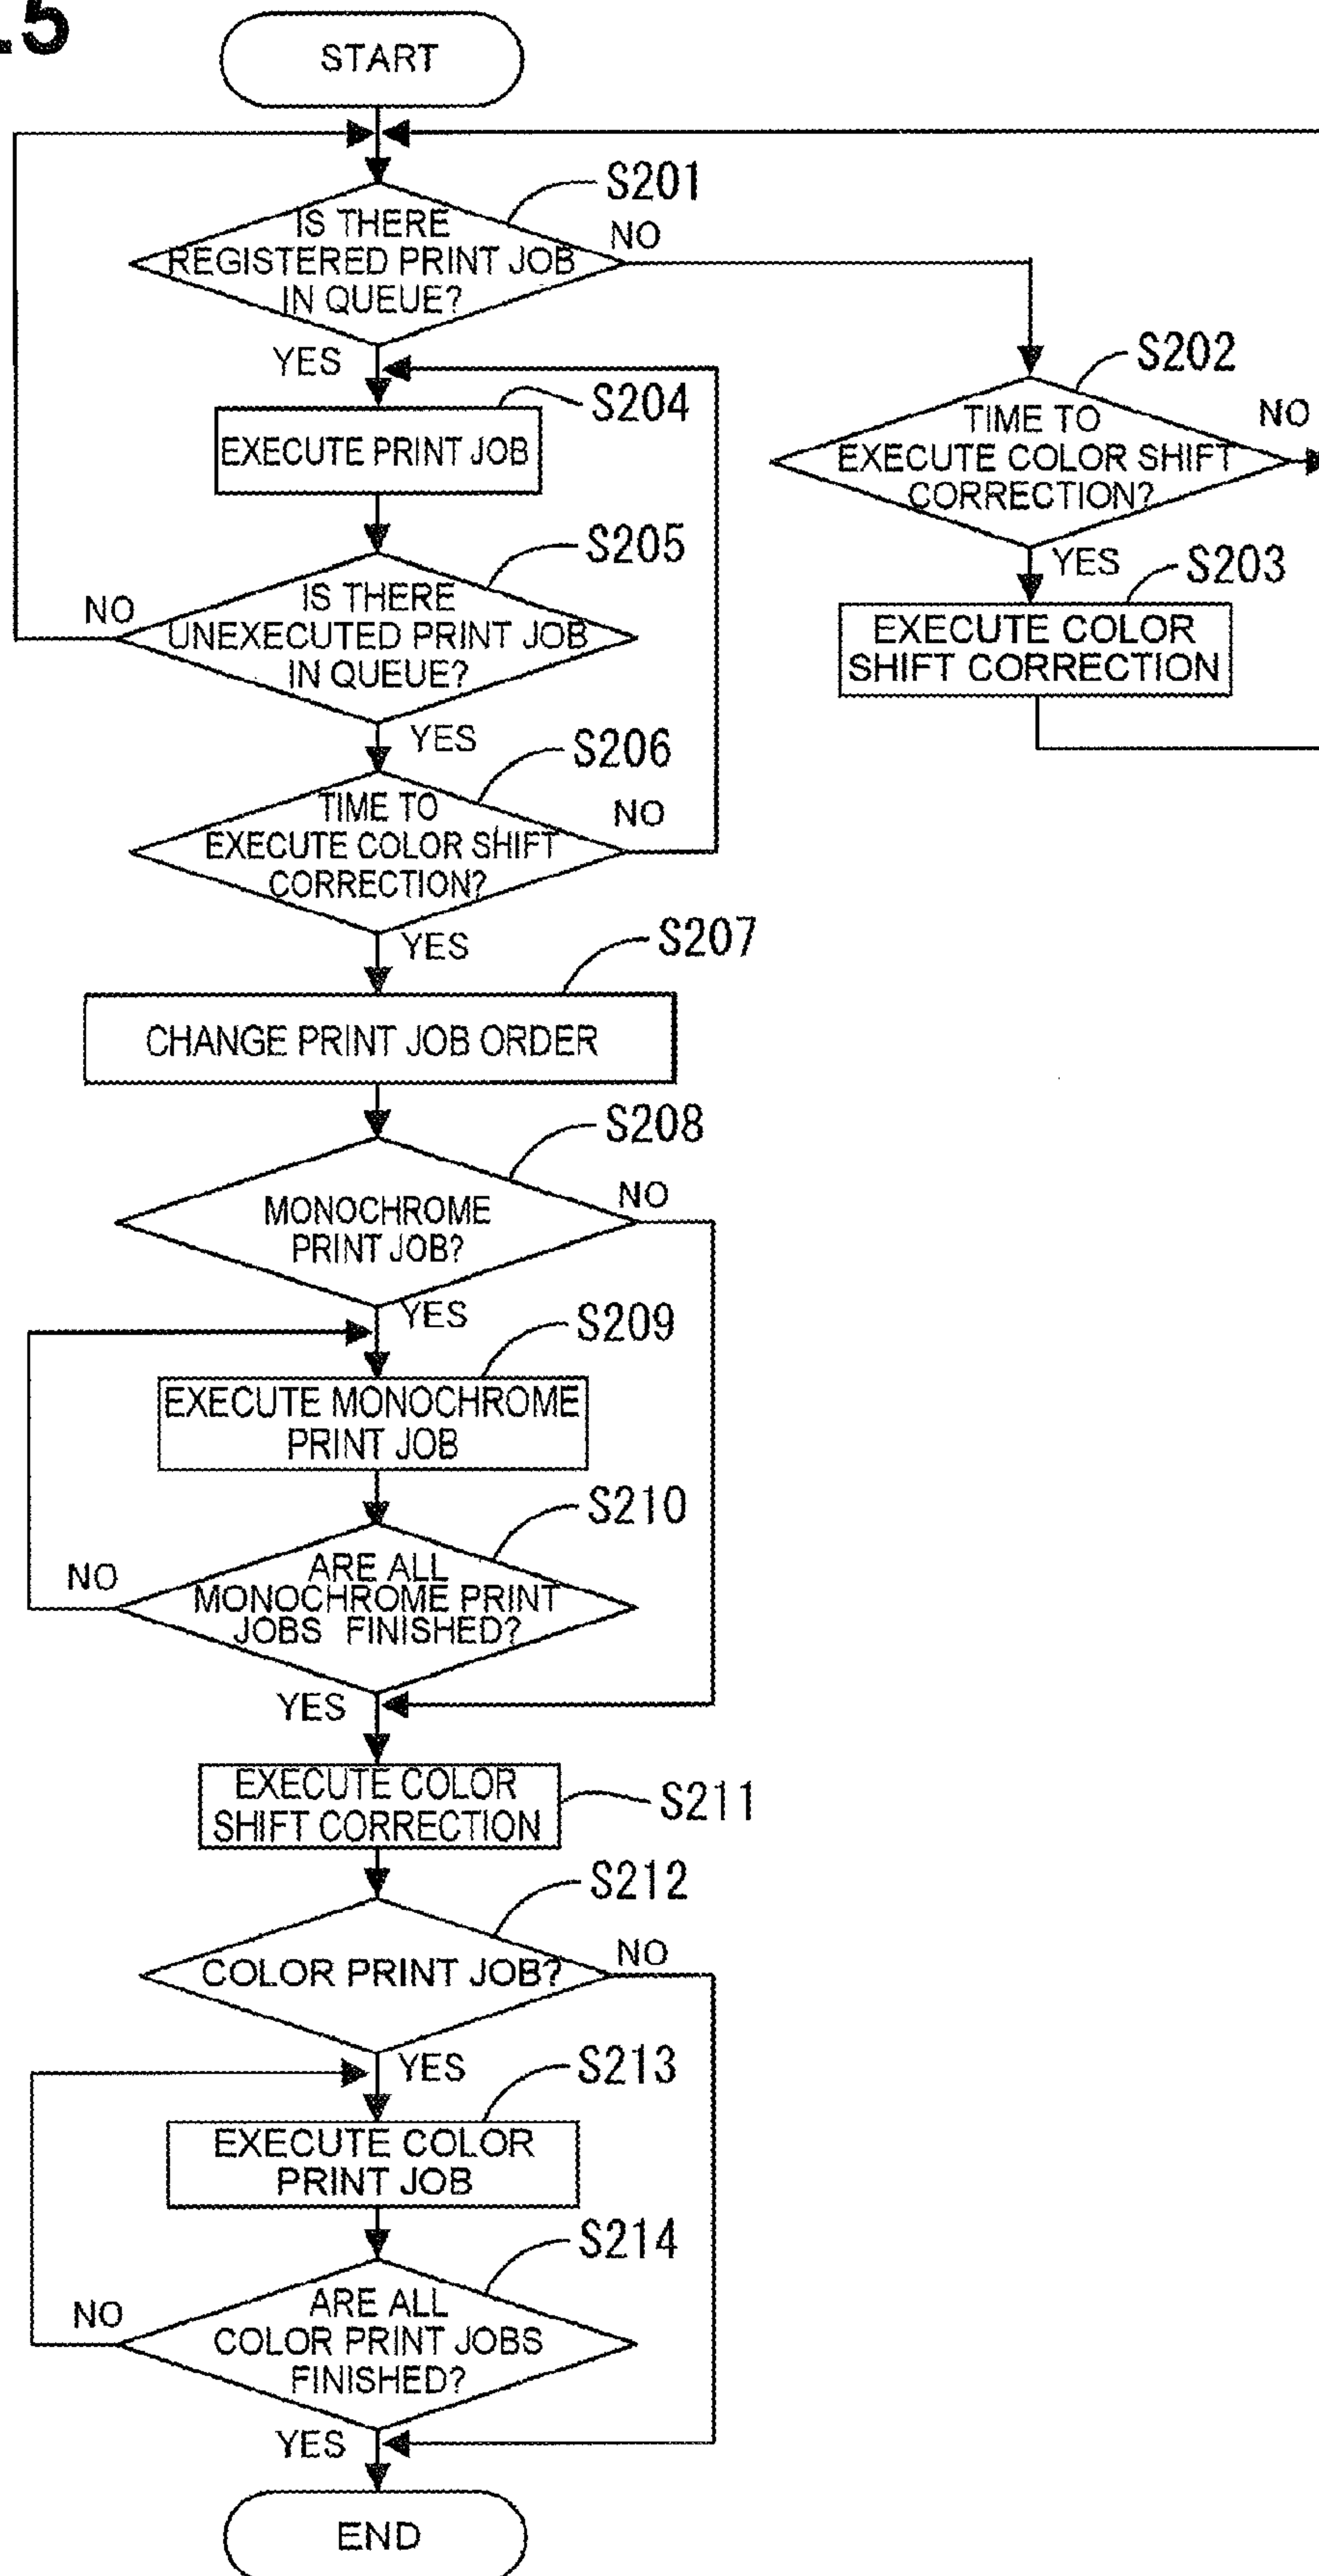 .5
START
S201
IS THERE
REGISTERED PRINT JOB
IN QUEUE?
NO
YES
S202
TIME TO
EXECUTE COLOR SHIFT
CORRECTION?
NO
YES
S203
EXECUTE COLOR
SHIFT CORRECTION
S204
EXECUTE PRINT JOB
S205
IS THERE
UNEXECUTED PRINT JOB
IN QUEUE?
NO
YES
S206
TIME TO
EXECUTE COLOR SHIFT
CORRECTION?
NO
YES
S207
CHANGE PRINT JOB ORDER
S208
MONOCHROME
PRINT JOB?
NO
YES
S209
EXECUTE MONOCHROME
PRINT JOB
S210
ARE ALL
MONOCHROME PRINT
JOBS FINISHED?
NO
YES
EXECUTE COLOR
SHIFT CORRECTION
S211
S212
COLOR PRINT JOB?
NO
YES
S213
EXECUTE COLOR
PRINT JOB
S214
ARE ALL
COLOR PRINT JOBS
FINISHED?
NO
YES
END